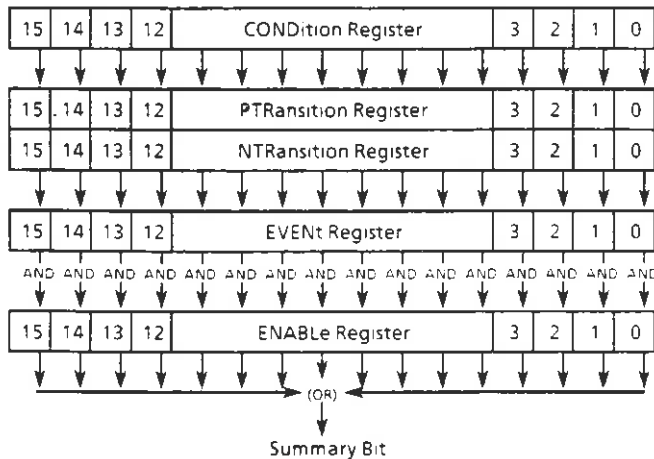 15 14 13 12 CONDition Register 3 2 1 0
15 14 13 12 PTRansition Register 3 2 1 0
15 14 13 12 NTRansition Register 3 2 1 0
15 14 13 12 EVENt Register 3 2 1 0
AND AND AND AND AND AND AND AND AND AND AND AND AND AND AND AND
15 14 13 12 ENABLe Register 3 2 1 0
(OR)
Summary Bit